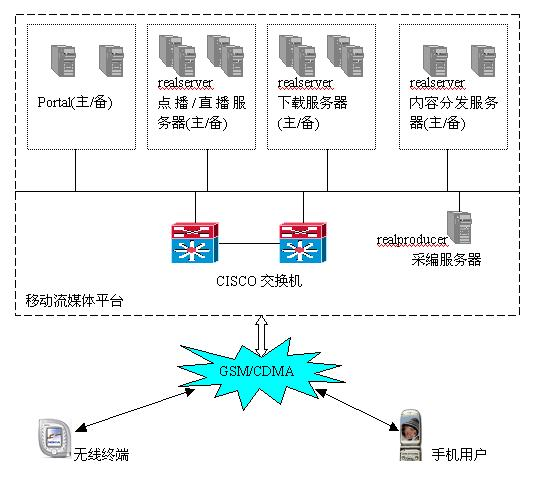 Portal(主/备)
realserver
点播/直播服
务器(主/备)
realserver
下载服务器
(主/备)
realserver
内容分发服务
器(主/备)
realproducer
采编服务器
CISCO 交换机
移动流媒体平台
GSM/CDMA
无线终端
手机用户